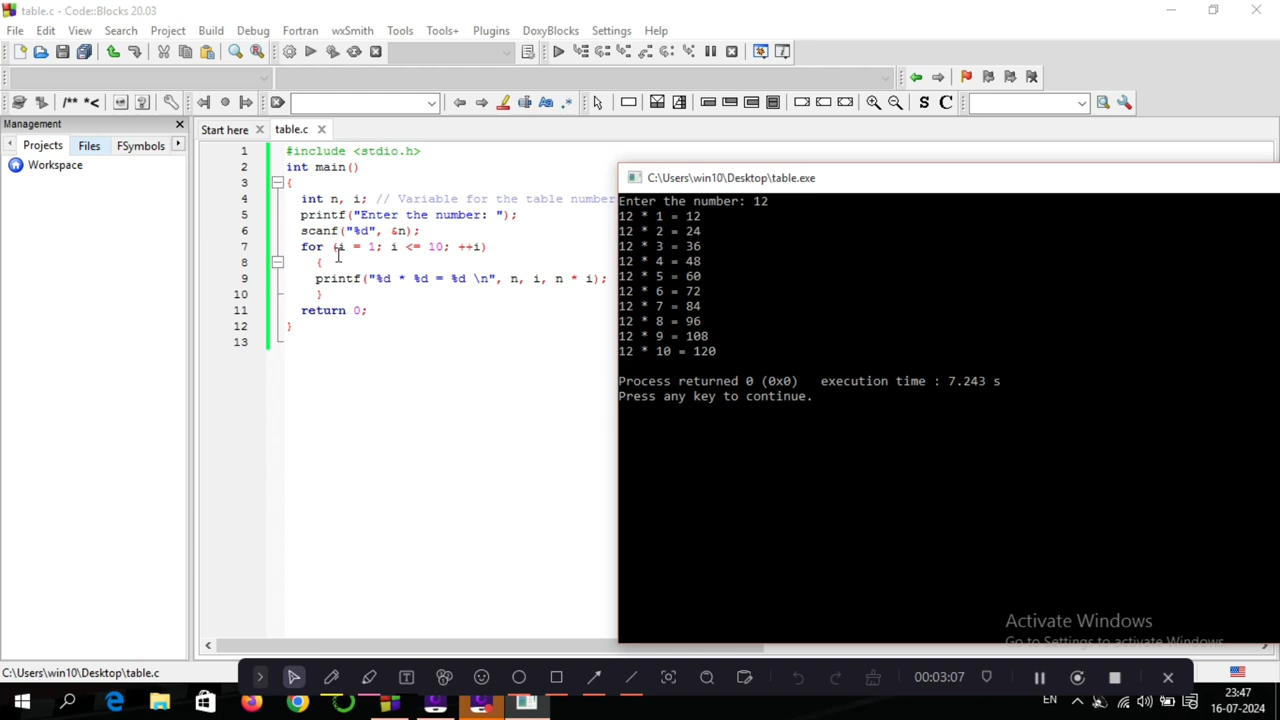 table.c - Code::Blocks 20.03
File Edit View Search Project Build Debug Fortran wxSmith Tools Tools+ Plugins DoxyBlocks Settings Help
/** *<
S C
Management
Start here
table.c
Projects Files FSymbols
Workspace
1 #include <stdio.h>
2 int main()
3 {
4 int n, i; // Variable for the table number
5 printf("Enter the number: ");
6 scanf("%d", &n);
7 for (i = 1; i <= 10; ++i)
8 {
9 printf("%d * %d = %d \n", n, i, n * i);
10 }
11 return 0;
12 }
13
C:\Users\win10\Desktop\table.exe
Enter the number: 12
12 * 1 = 12
12 * 2 = 24
12 * 3 = 36
12 * 4 = 48
12 * 5 = 60
12 * 6 = 72
12 * 7 = 84
12 * 8 = 96
12 * 9 = 108
12 * 10 = 120
Process returned 0 (0x0) execution time : 7.243 s
Press any key to continue.
Activate Windows
Go to Settings to activate Windows.
C:\Users\win10\Desktop\table.c
00:03:07
EN
23:47
16-07-2024